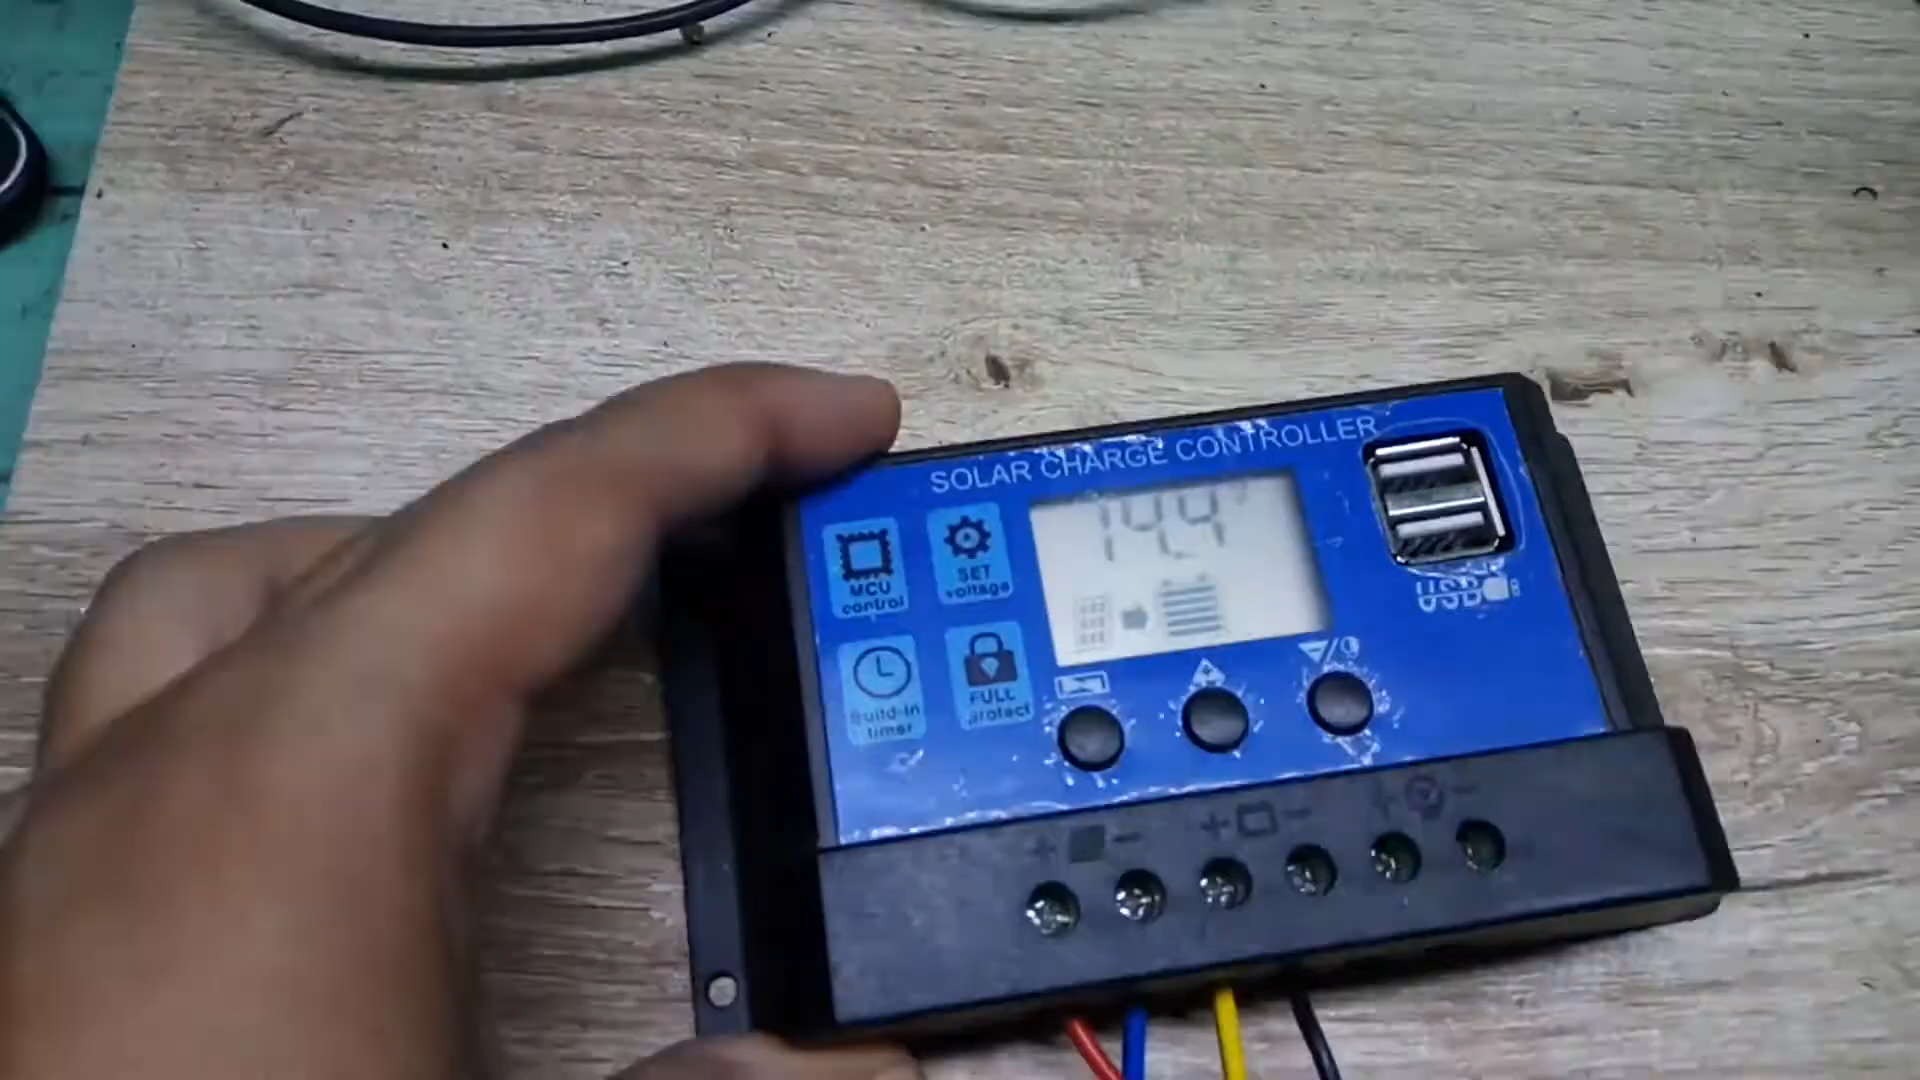 SOLAR CHARGE CONTROLLER
14.4
MCU
control
SET
voltage
USB
Build-in
timer
FULL
protect
+ -
+ -
+ -